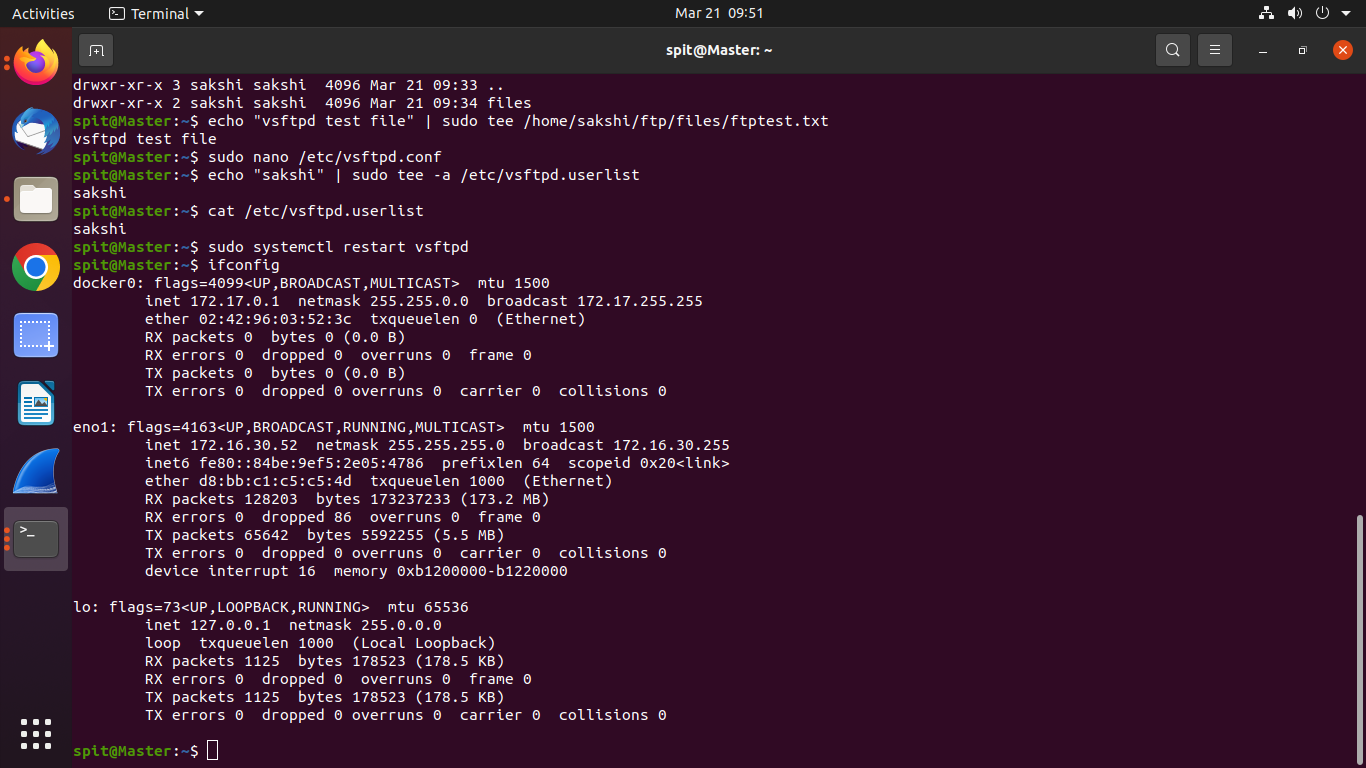 Activities
Terminal
Mar 21  09:51
spit@Master: ~
drwxr-xr-x 3 sakshi sakshi  4096 Mar 21 09:33 ..
drwxr-xr-x 2 sakshi sakshi  4096 Mar 21 09:34 files
spit@Master:~$ echo "vsftpd test file" | sudo tee /home/sakshi/ftp/files/ftptest.txt
vsftpd test file
spit@Master:~$ sudo nano /etc/vsftpd.conf
spit@Master:~$ echo "sakshi" | sudo tee -a /etc/vsftpd.userlist
sakshi
spit@Master:~$ cat /etc/vsftpd.userlist
sakshi
spit@Master:~$ sudo systemctl restart vsftpd
spit@Master:~$ ifconfig
docker0: flags=4099<UP,BROADCAST,MULTICAST>  mtu 1500
        inet 172.17.0.1  netmask 255.255.0.0  broadcast 172.17.255.255
        ether 02:42:96:03:52:3c  txqueuelen 0  (Ethernet)
        RX packets 0  bytes 0 (0.0 B)
        RX errors 0  dropped 0  overruns 0  frame 0
        TX packets 0  bytes 0 (0.0 B)
        TX errors 0  dropped 0 overruns 0  carrier 0  collisions 0
eno1: flags=4163<UP,BROADCAST,RUNNING,MULTICAST>  mtu 1500
        inet 172.16.30.52  netmask 255.255.255.0  broadcast 172.16.30.255
        inet6 fe80::84be:9ef5:2e05:4786  prefixlen 64  scopeid 0x20<link>
        ether d8:bb:c1:c5:c5:4d  txqueuelen 1000  (Ethernet)
        RX packets 128203  bytes 173237233 (173.2 MB)
        RX errors 0  dropped 86  overruns 0  frame 0
        TX packets 65642  bytes 5592255 (5.5 MB)
        TX errors 0  dropped 0 overruns 0  carrier 0  collisions 0
        device interrupt 16  memory 0xb1200000-b1220000
lo: flags=73<UP,LOOPBACK,RUNNING>  mtu 65536
        inet 127.0.0.1  netmask 255.0.0.0
        loop  txqueuelen 1000  (Local Loopback)
        RX packets 1125  bytes 178523 (178.5 KB)
        RX errors 0  dropped 0  overruns 0  frame 0
        TX packets 1125  bytes 178523 (178.5 KB)
        TX errors 0  dropped 0 overruns 0  carrier 0  collisions 0
spit@Master:~$